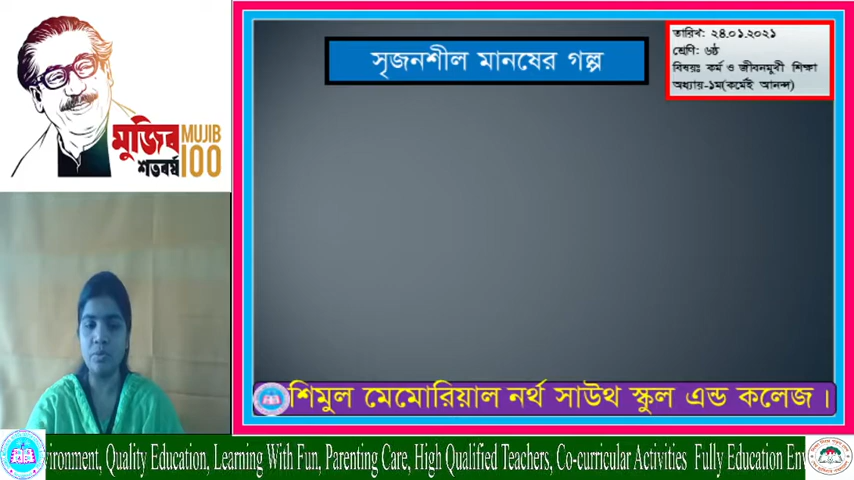 মুজিব
শতবর্ষ
MUJIB
100
সৃজনশীল মানষের গল্প
তারিখ: ২৪.০১.২০২১
শ্রেণি: ৬ষ্ঠ
বিষয়ঃ কর্ম ও জীবনমুখী শিক্ষা
অধ্যায়-১ম(কর্মেই আনন্দ)
শিমুল মেমোরিয়াল নর্থ সাউথ স্কুল এন্ড কলেজ।
ironment, Quality Education, Learning With Fun, Parenting Care, High Qualified Teachers, Co-curricular Activities Fully Education Env